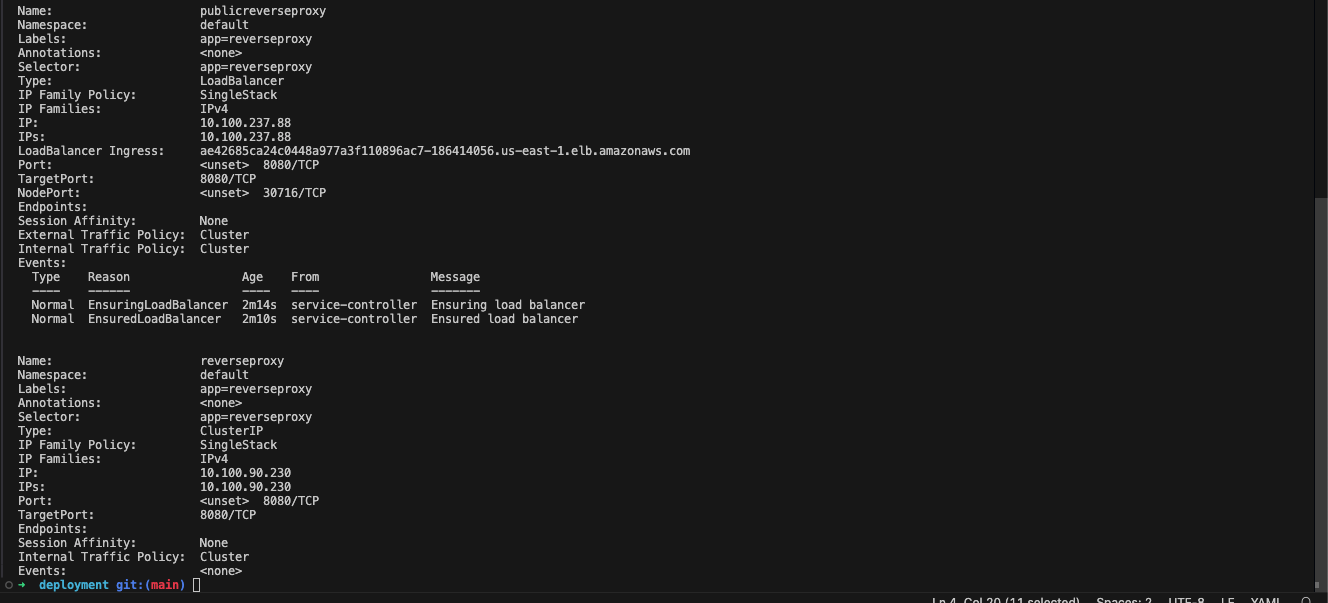 Name:                     publicreverseproxy
Namespace:                default
Labels:                   app=reverseproxy
Annotations:              <none>
Selector:                 app=reverseproxy
Type:                     LoadBalancer
IP Family Policy:         SingleStack
IP Families:              IPv4
IP:                       10.100.237.88
IPs:                      10.100.237.88
LoadBalancer Ingress:     ae42685ca24c0448a977a3f110896ac7-186414056.us-east-1.elb.amazonaws.com
Port:                     <unset>  8080/TCP
TargetPort:               8080/TCP
NodePort:                 <unset>  30716/TCP
Endpoints:
Session Affinity:         None
External Traffic Policy:  Cluster
Internal Traffic Policy:  Cluster
Events:
  Type    Reason                Age    From                Message
  ----    ------                ----   ----                -------
  Normal  EnsuringLoadBalancer  2m14s  service-controller  Ensuring load balancer
  Normal  EnsuredLoadBalancer   2m10s  service-controller  Ensured load balancer
Name:                     reverseproxy
Namespace:                default
Labels:                   app=reverseproxy
Annotations:              <none>
Selector:                 app=reverseproxy
Type:                     ClusterIP
IP Family Policy:         SingleStack
IP Families:              IPv4
IP:                       10.100.90.230
IPs:                      10.100.90.230
Port:                     <unset>  8080/TCP
TargetPort:               8080/TCP
Endpoints:
Session Affinity:         None
Internal Traffic Policy:  Cluster
Events:                   <none>
➜  deployment git:(main)
Ln 4, Col 20 (11 selected)  Spaces: 2  UTF-8  LF  YAML